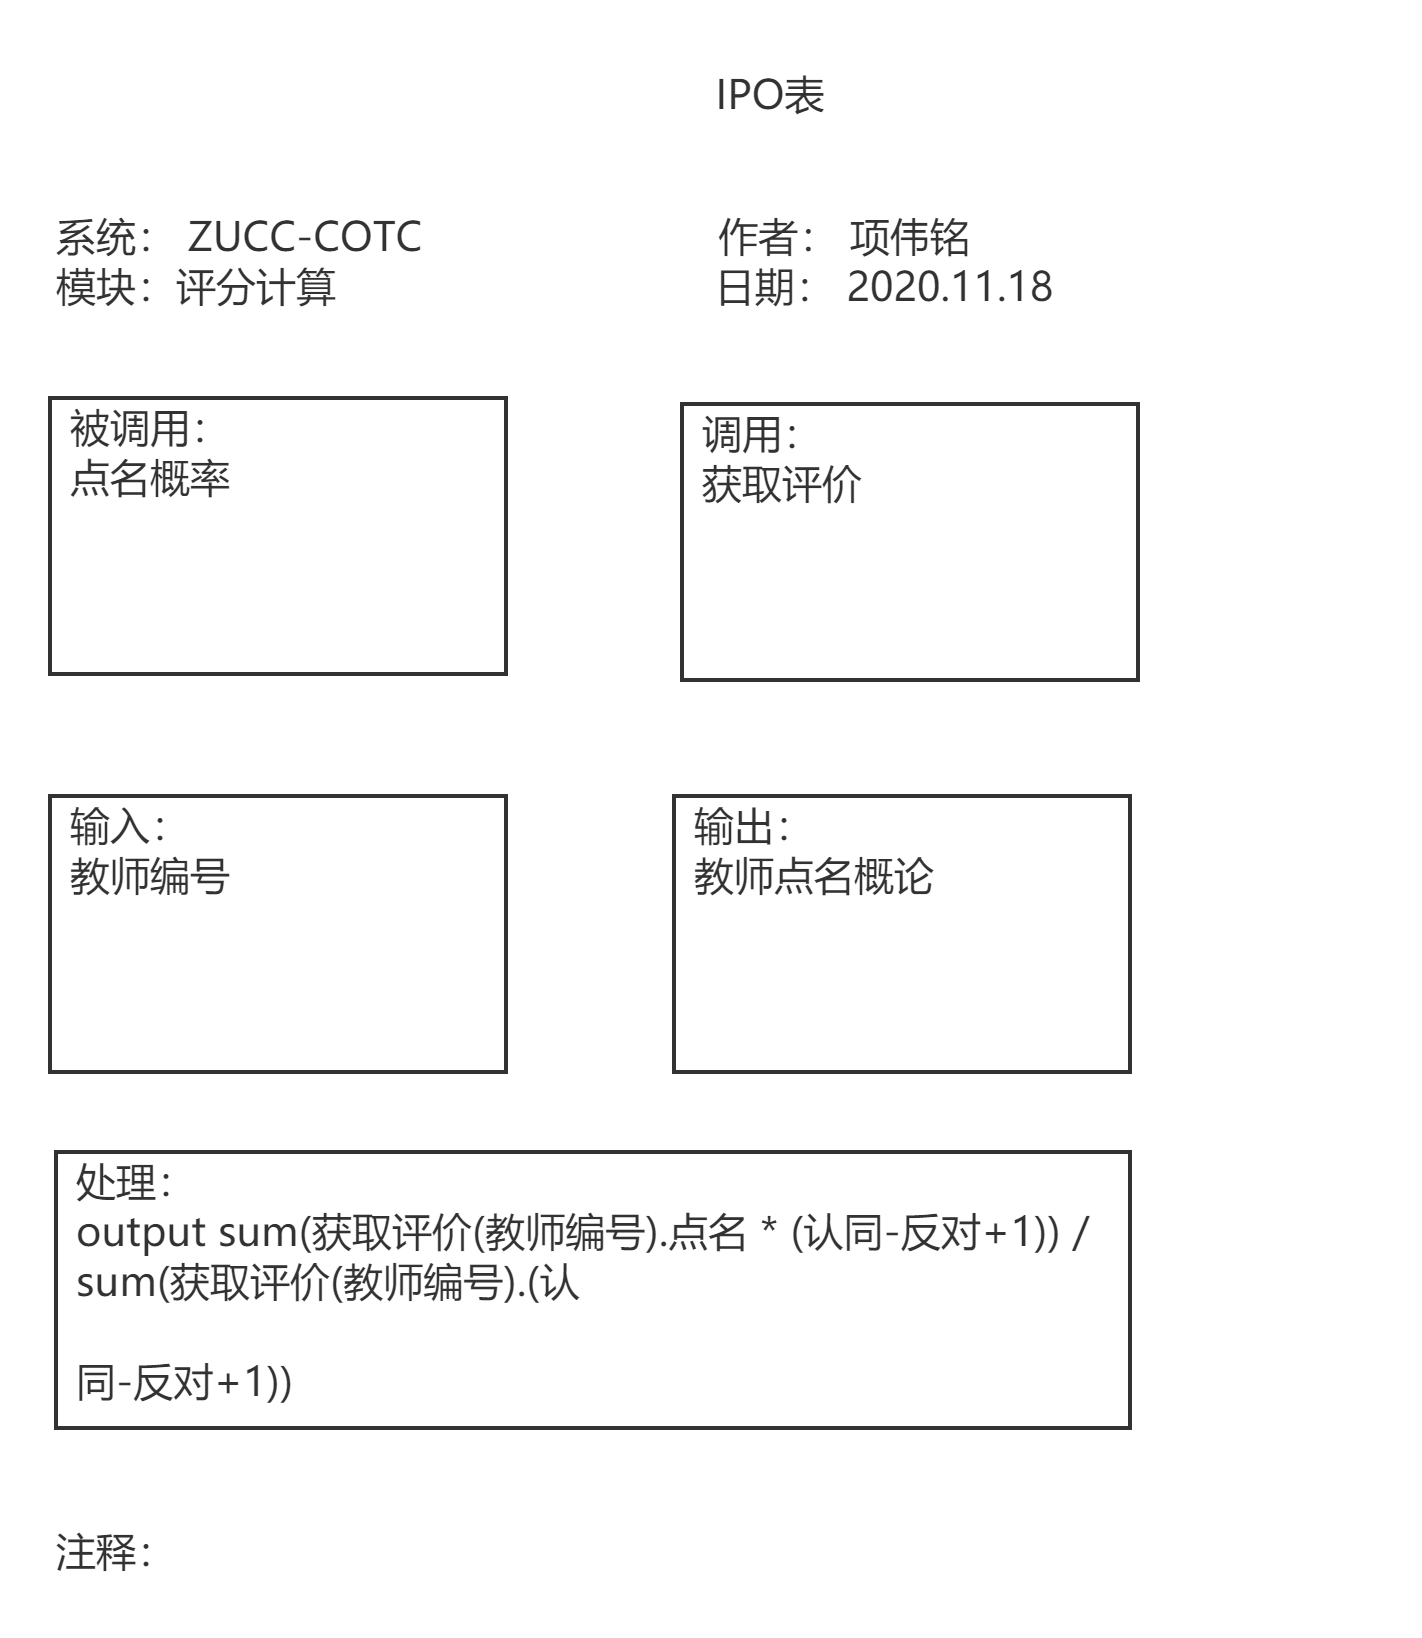 IPO表
系统： ZUCC-COTC
模块：评分计算
作者： 项伟铭
日期： 2020.11.18
被调用：
点名概率
调用：
获取评价
输入：
教师编号
输出：
教师点名概论
处理：
output sum(获取评价(教师编号).点名 * (认同-反对+1)) /
sum(获取评价(教师编号).(认
同-反对+1))
注释：